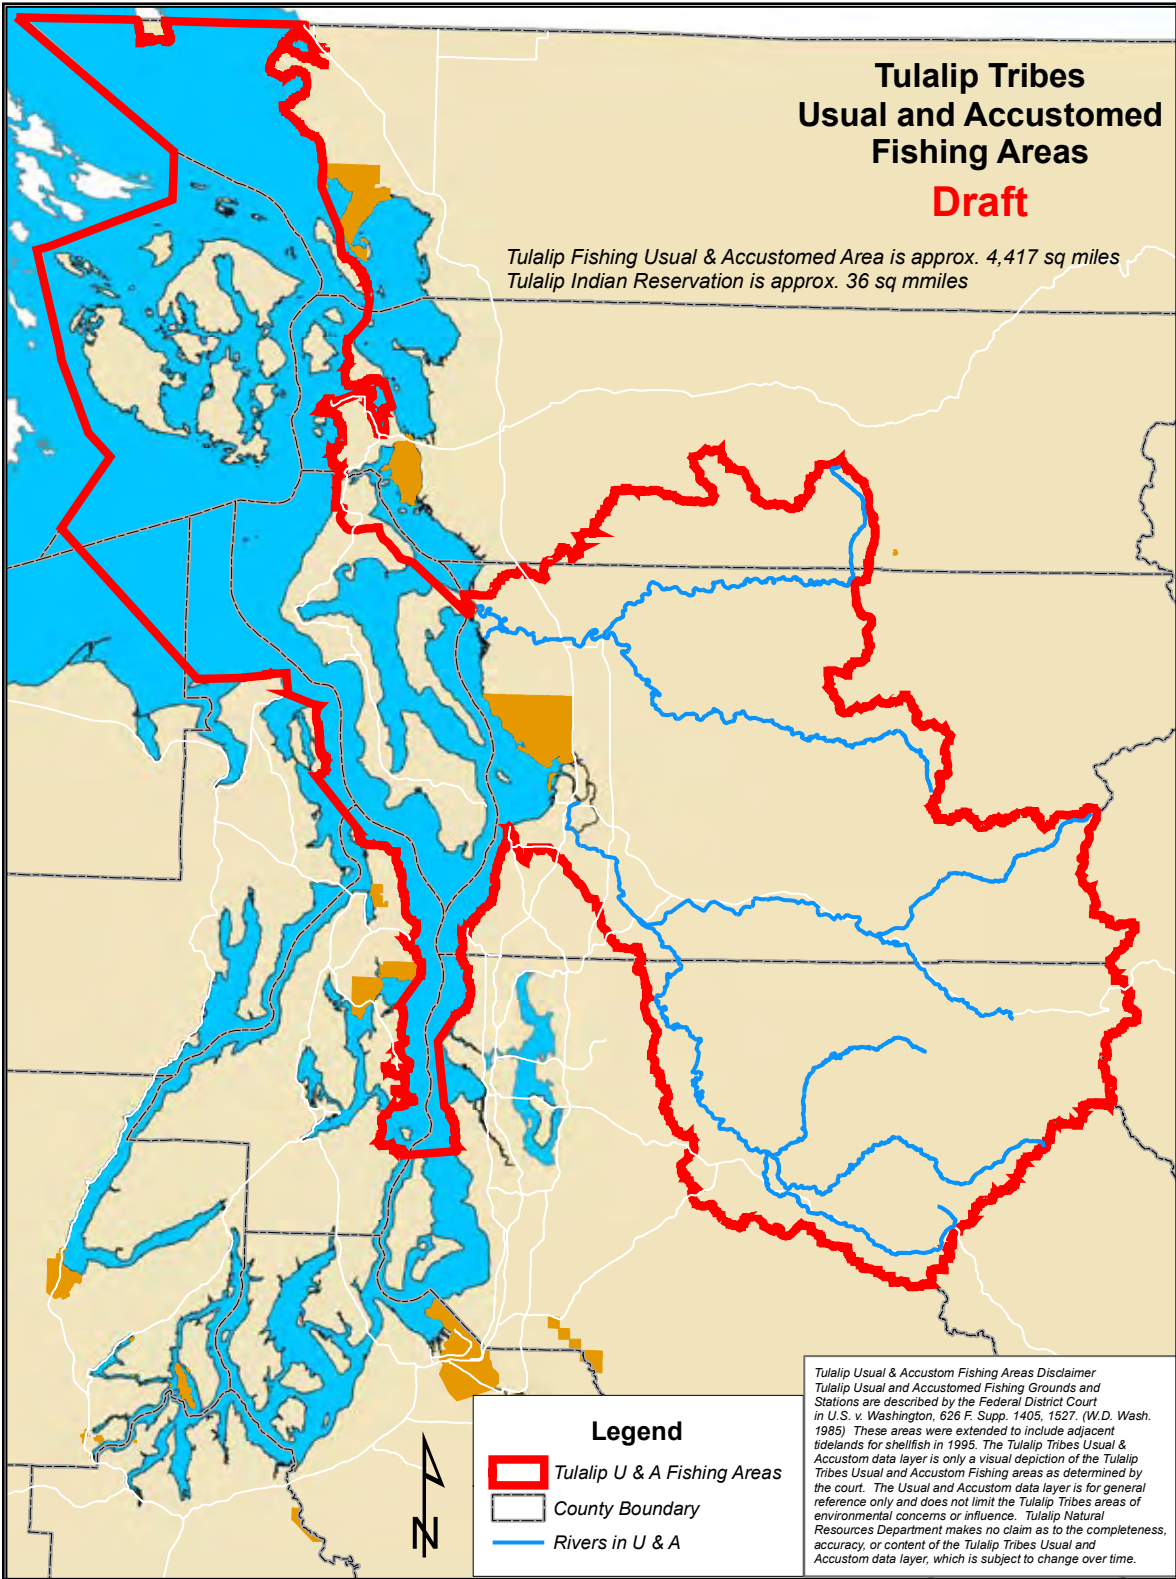 Tulalip Tribes
Usual and Accustomed
Fishing Areas
Draft
Tulalip Fishing Usual & Accustomed Area is approx. 4,417 sq miles
Tulalip Indian Reservation is approx. 36 sq mmiles
Legend
Tulalip U & A Fishing Areas
County Boundary
Rivers in U & A
N
Tulalip Usual & Accustom Fishing Areas Disclaimer
Tulalip Usual and Accustomed Fishing Grounds and
Stations are described by the Federal District Court
in U.S. v. Washington, 626 F. Supp. 1405, 1527. (W.D. Wash.
1985)  These areas were extended to include adjacent
tidelands for shellfish in 1995. The Tulalip Tribes Usual &
Accustom data layer is only a visual depiction of the Tulalip
Tribes Usual and Accustom Fishing areas as determined by
the court.  The Usual and Accustom data layer is for general
reference only and does not limit the Tulalip Tribes areas of
environmental concerns or influence.  Tulalip Natural
Resources Department makes no claim as to the completeness,
accuracy, or content of the Tulalip Tribes Usual and
Accustom data layer, which is subject to change over time.